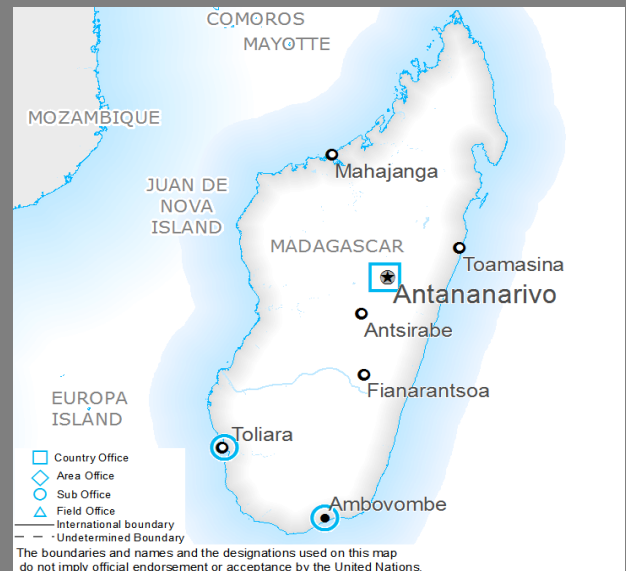 COMOROS
MAYOTTE
MOZAMBIQUE
Mahajanga
JUAN DE
NOVA
ISLAND
MADAGASCAR
Toamasina
Antananarivo
Antsirabe
Fianarantsoa
EUROPA
ISLAND
Toliara
Ambovombe
Country Office
Area Office
Sub Office
Field Office
International boundary
Undetermined Boundary
The boundaries and names and the designations used on this map
do not imply official endorsement or acceptance by the United Nations.